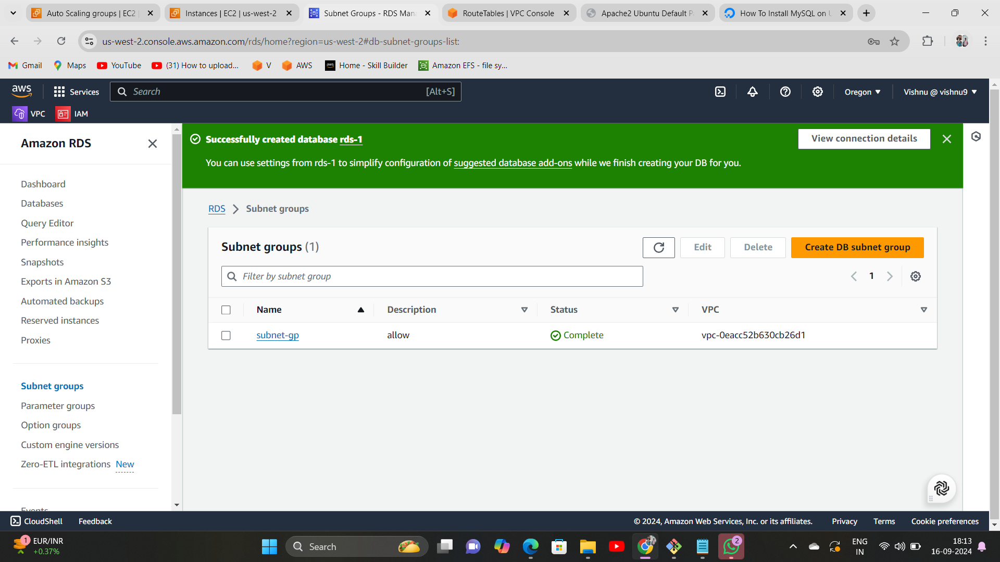 Auto Scaling groups | EC2
Instances | EC2 | us-west-2
Subnet Groups - RDS Man
RouteTables | VPC Console
Apache2 Ubuntu Default P
How To Install MySQL on U
us-west-2.console.aws.amazon.com/rds/home?region=us-west-2#db-subnet-groups-list:
Gmail
Maps
YouTube
(31) How to upload...
V
AWS
Home - Skill Builder
Amazon EFS - file sy...
aws
Services
Search
[Alt+S]
Oregon
Vishnu @ vishnu9
VPC
IAM
Amazon RDS
Dashboard
Databases
Query Editor
Performance insights
Snapshots
Exports in Amazon S3
Automated backups
Reserved instances
Proxies
Subnet groups
Parameter groups
Option groups
Custom engine versions
Zero-ETL integrations New
Events
Successfully created database rds-1
View connection details
You can use settings from rds-1 to simplify configuration of suggested database add-ons while we finish creating your DB for you.
RDS
Subnet groups
Subnet groups (1)
Edit
Delete
Create DB subnet group
Filter by subnet group
1
Name
Description
Status
VPC
subnet-gp
allow
Complete
vpc-0eacc52b630cb26d1
CloudShell
Feedback
© 2024, Amazon Web Services, Inc. or its affiliates.
Privacy
Terms
Cookie preferences
1
EUR/INR
+0.37%
Search
2
ENG
IN
18:13
16-09-2024